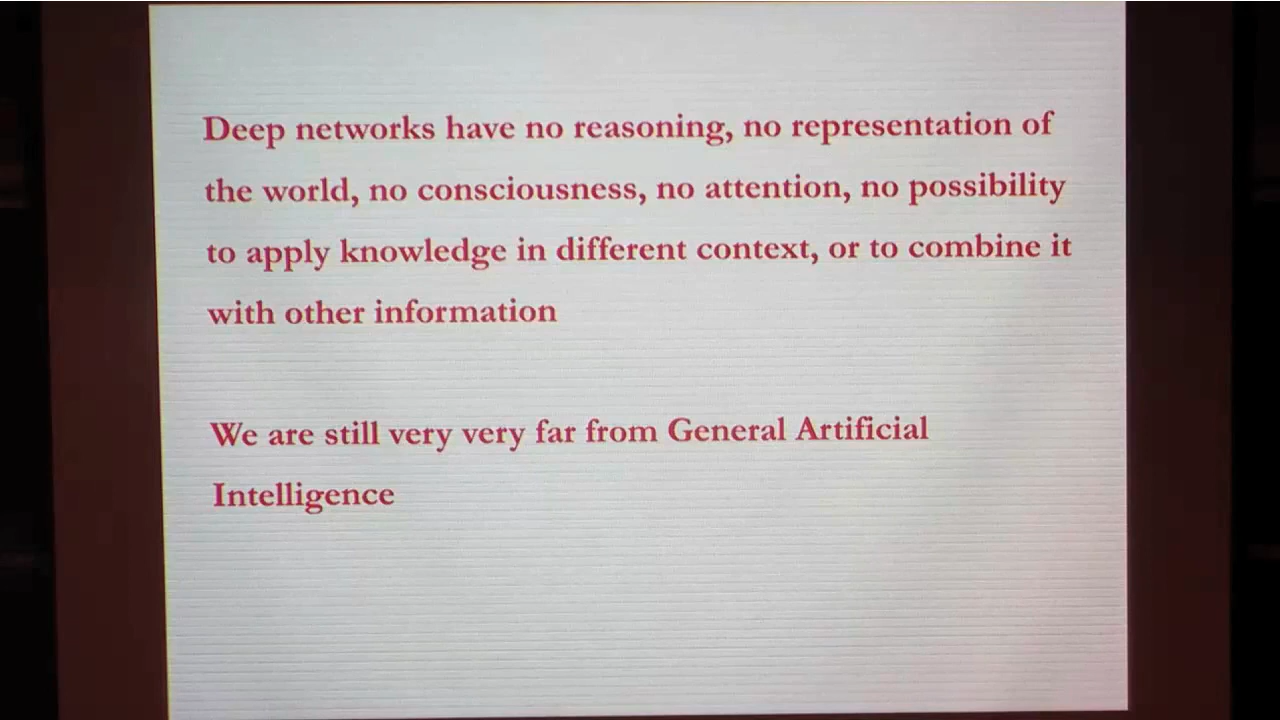 Deep networks have no reasoning, no representation of
the world, no consciousness, no attention, no possibility
to apply knowledge in different context, or to combine it
with other information
We are still very very far from General Artificial
Intelligence